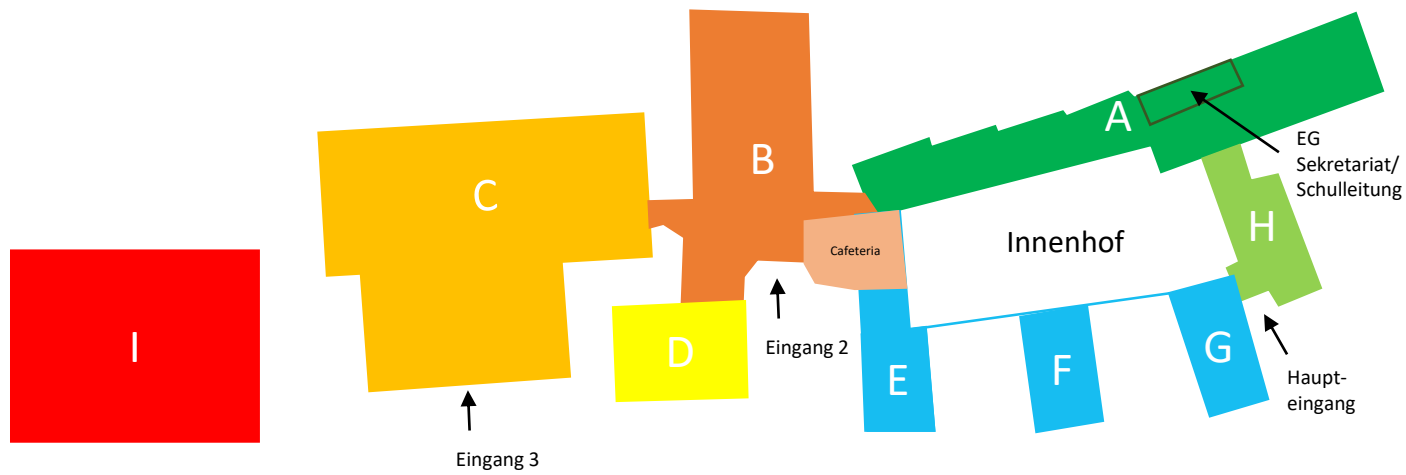 A
EG
Sekretariat/
Schulleitung
B
C
H
Innenhof
Cafeteria
I
D
Eingang 2
G
F
E
Haupt-
eingang
Eingang 3